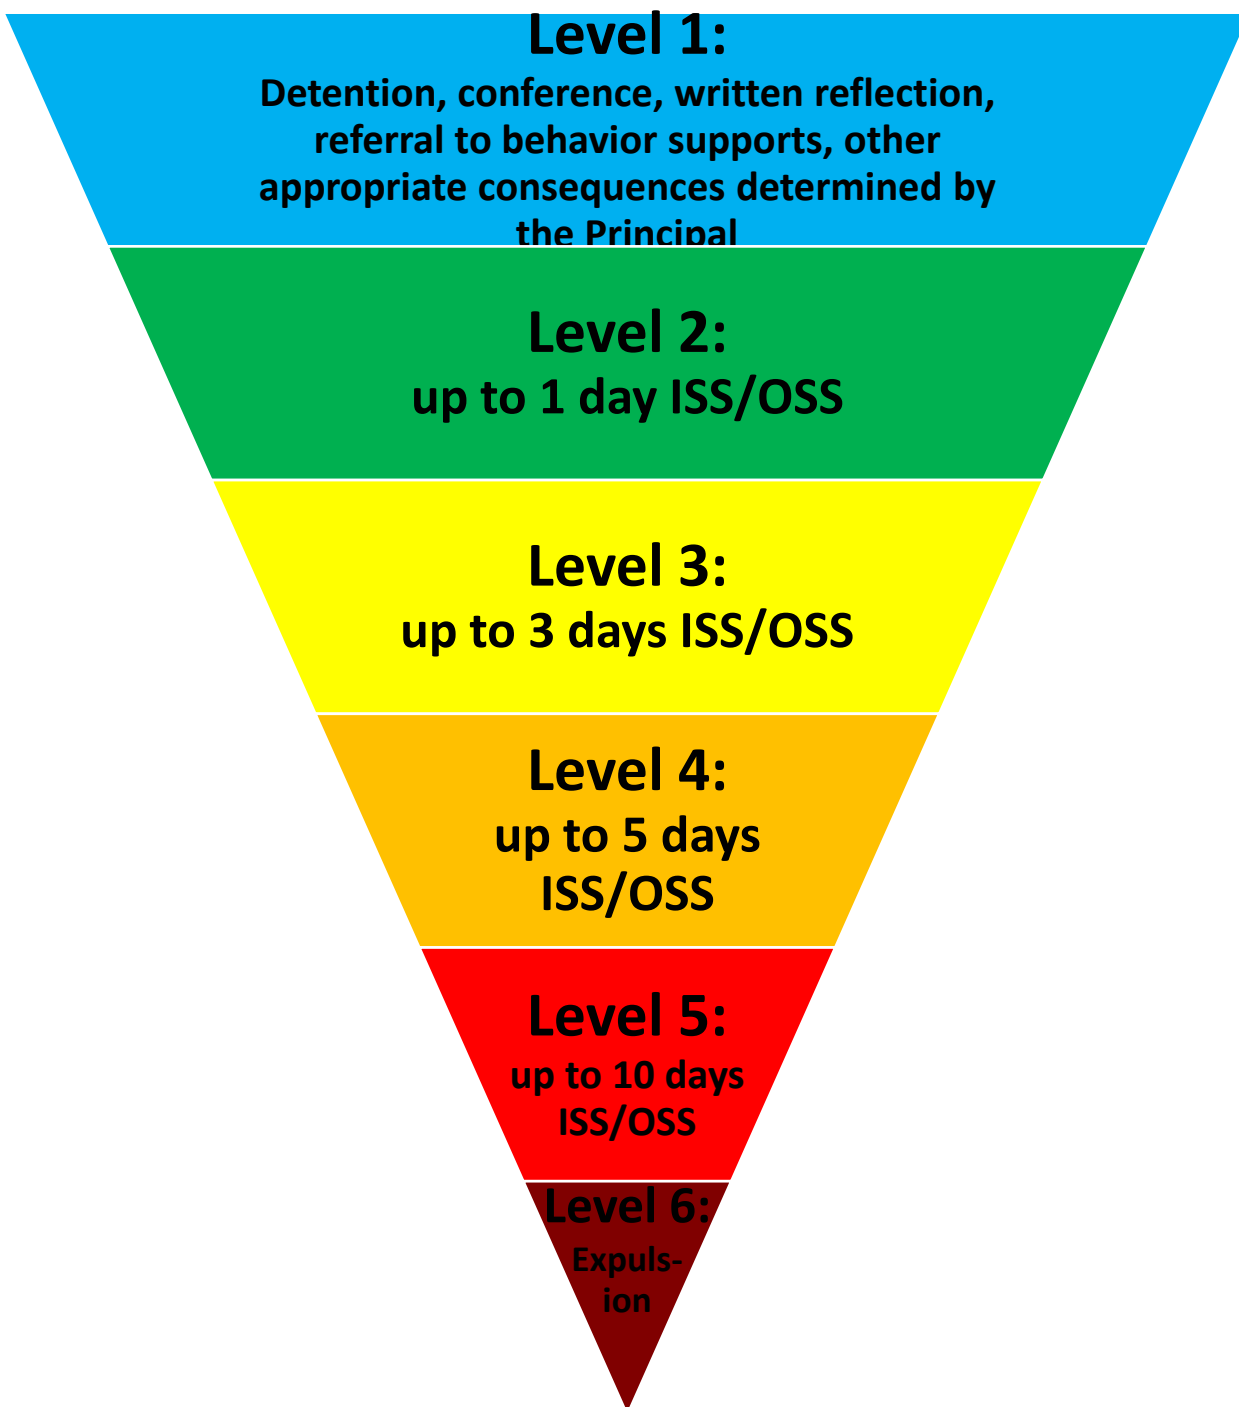 Level 1:
Detention, conference, written reflection,
referral to behavior supports, other
appropriate consequences determined by
the Principal
Level 2:
up to 1 day ISS/OSS
Level 3:
up to 3 days ISS/OSS
Level 4:
up to 5 days
ISS/OSS
Level 5:
up to 10 days
ISS/OSS
Level 6:
Expuls-
ion